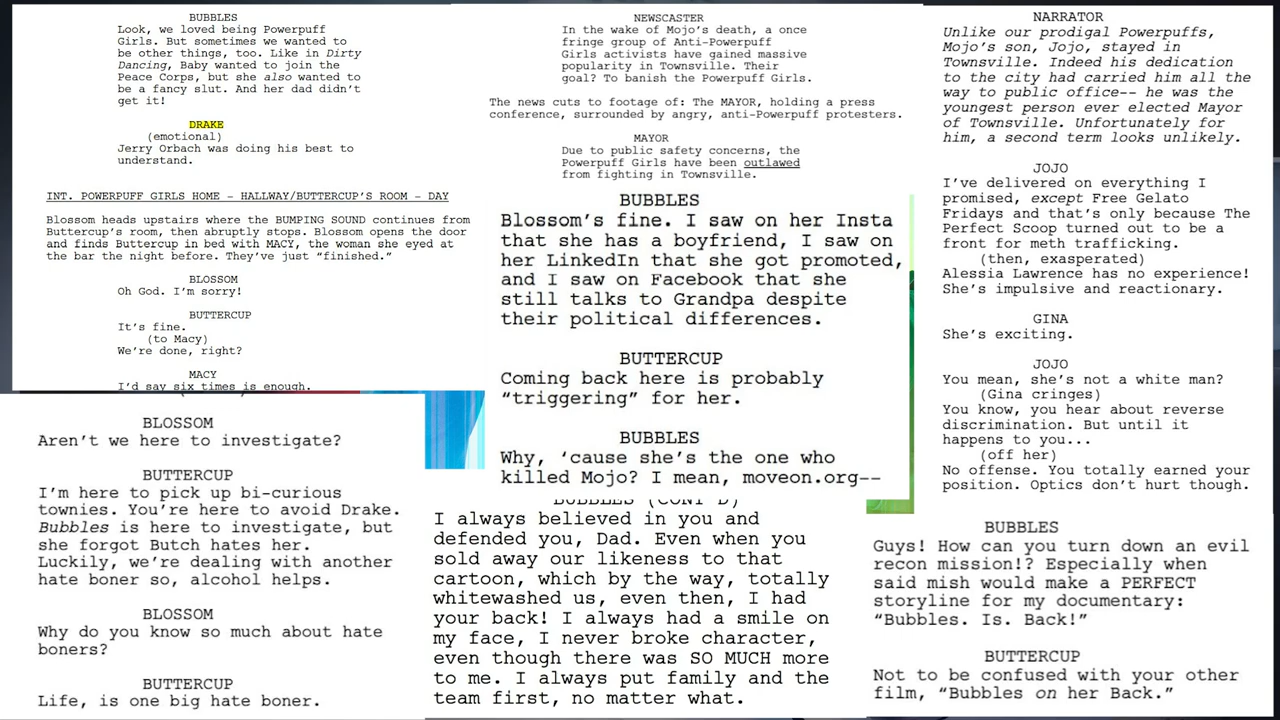 BUBBLES
Look, we loved being Powerpuff
Girls. But sometimes we wanted to
be other things, too. Like in Dirty
Dancing, Baby wanted to join the
Peace Corps, but she also wanted to
be a fancy slut. And her dad didn't
get it!
DRAKE
(emotional)
Jerry Orbach was doing his best to
understand.
INT. POWERPUFF GIRLS HOME - HALLWAY/BUTTERCUP'S ROOM - DAY
Blossom heads upstairs where the BUMPING SOUND continues from
Buttercup's room, then abruptly stops. Blossom opens the door
and finds Buttercup in bed with MACY, the woman she eyed at
the bar the night before. They've just "finished."
BLOSSOM
Oh God. I'm sorry!
BUTTERCUP
It's fine.
(to Macy)
We're done, right?
MACY
I'd say six times is enough.
BLOSSOM
Aren't we here to investigate?
BUTTERCUP
I'm here to pick up bi-curious
townies. You're here to avoid Drake.
Bubbles is here to investigate, but
she forgot Butch hates her.
Luckily, we're dealing with another
hate boner so, alcohol helps.
BLOSSOM
Why do you know so much about hate
boners?
BUTTERCUP
Life, is one big hate boner.
NEWSCASTER
In the wake of Mojo's death, a once
fringe group of Anti-Powerpuff
Girls activists have gained massive
popularity in Townsville. Their
goal? To banish the Powerpuff Girls.
The news cuts to footage of: The MAYOR, holding a press
conference, surrounded by angry, anti-Powerpuff protesters.
MAYOR
Due to public safety concerns, the
Powerpuff Girls have been outlawed
from fighting in Townsville.
BUBBLES
Blossom's fine. I saw on her Insta
that she has a boyfriend, I saw on
her LinkedIn that she got promoted,
and I saw on Facebook that she
still talks to Grandpa despite
their political differences.
BUTTERCUP
Coming back here is probably
"triggering" for her.
BUBBLES
Why, 'cause she's the one who
killed Mojo? I mean, moveon.org--
BUBBLES (CONT'D)
I always believed in you and
defended you, Dad. Even when you
sold away our likeness to that
cartoon, which by the way, totally
whitewashed us, even then, I had
your back! I always had a smile on
my face, I never broke character,
even though there was SO MUCH more
to me. I always put family and the
team first, no matter what.
NARRATOR
Unlike our prodigal Powerpuffs,
Mojo's son, Jojo, stayed in
Townsville. Indeed his dedication
to the city had carried him all the
way to public office-- he was the
youngest person ever elected Mayor
of Townsville. Unfortunately for
him, a second term looks unlikely.
JOJO
I've delivered on everything I
promised, except Free Gelato
Fridays and that's only because The
Perfect Scoop turned out to be a
front for meth trafficking.
(then, exasperated)
Alessia Lawrence has no experience!
She's impulsive and reactionary.
GINA
She's exciting.
JOJO
You mean, she's not a white man?
(Gina cringes)
You know, you hear about reverse
discrimination. But until it
happens to you...
(off her)
No offense. You totally earned your
position. Optics don't hurt though.
BUBBLES
Guys! How can you turn down an evil
recon mission!? Especially when
said mish would make a PERFECT
storyline for my documentary:
"Bubbles. Is. Back!"
BUTTERCUP
Not to be confused with your other
film, "Bubbles on her Back."